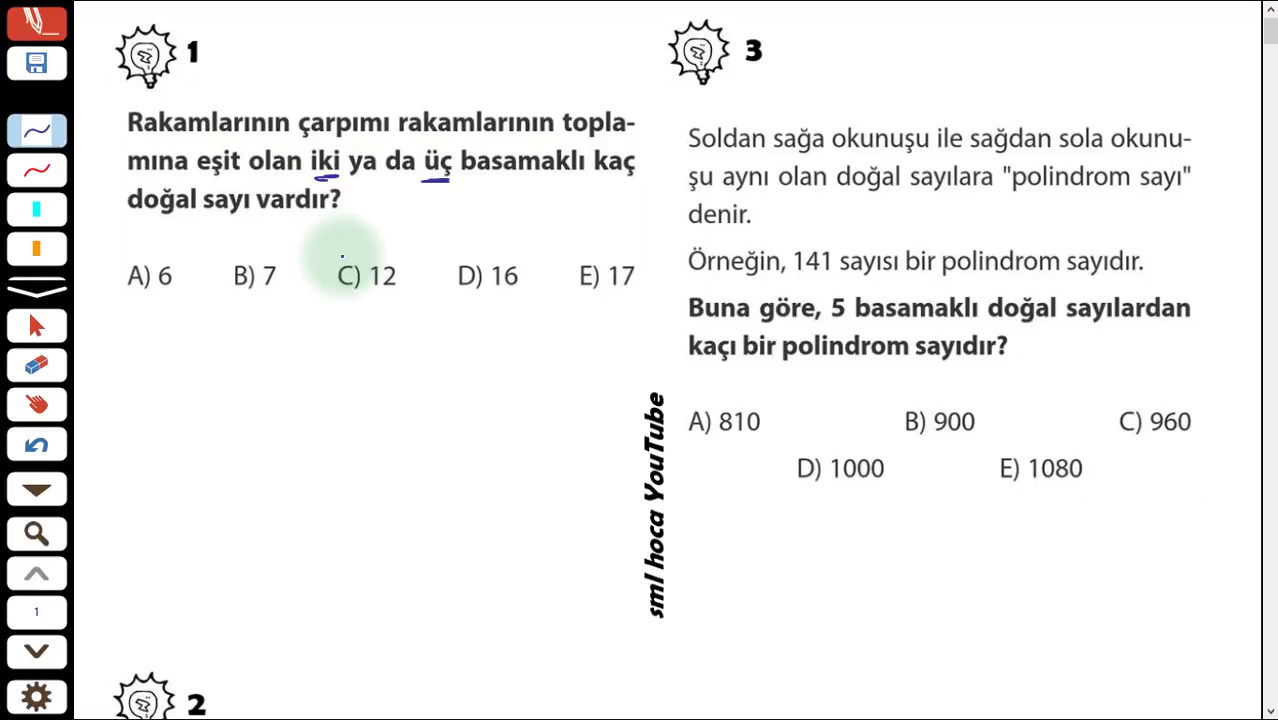 1
Rakamlarının çarpımı rakamlarının topla-
mına eşit olan iki ya da üç basamaklı kaç
doğal sayı vardır?
A) 6 B) 7 C) 12 D) 16 E) 17
3
Soldan sağa okunuşu ile sağdan sola okunu-
şu aynı olan doğal sayılara "polindrom sayı"
denir.
Örneğin, 141 sayısı bir polindrom sayıdır.
Buna göre, 5 basamaklı doğal sayılardan
kaçı bir polindrom sayıdır?
A) 810 B) 900 C) 960
D) 1000 E) 1080
sml hoca YouTube
2
1